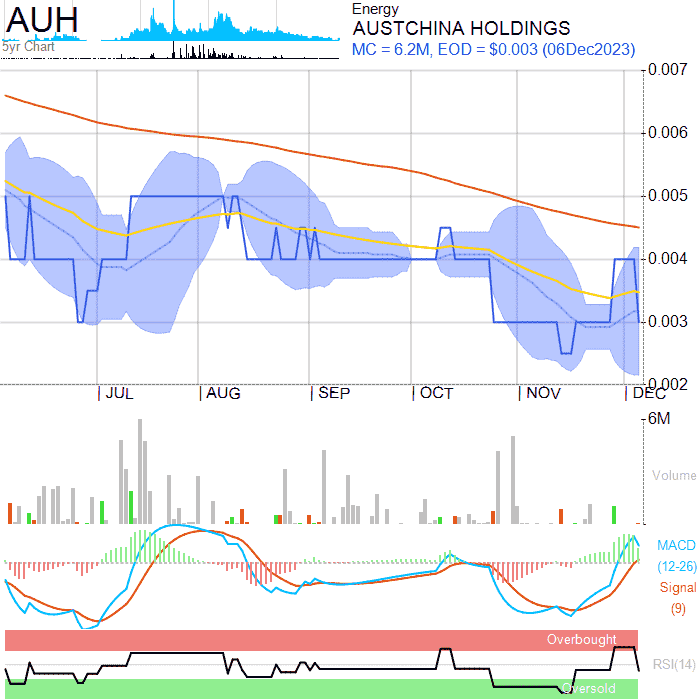 AUH
5yr Chart
Energy
AUSTCHINA HOLDINGS
MC = 6.2M, EOD = $0.003 (06Dec2023)
0.007
0.006
0.005
0.004
0.003
0.002
JUL AUG SEP OCT NOV DEC
6M
Volume
MACD
(12-26)
Signal
(9)
Overbought
RSI(14)
Oversold